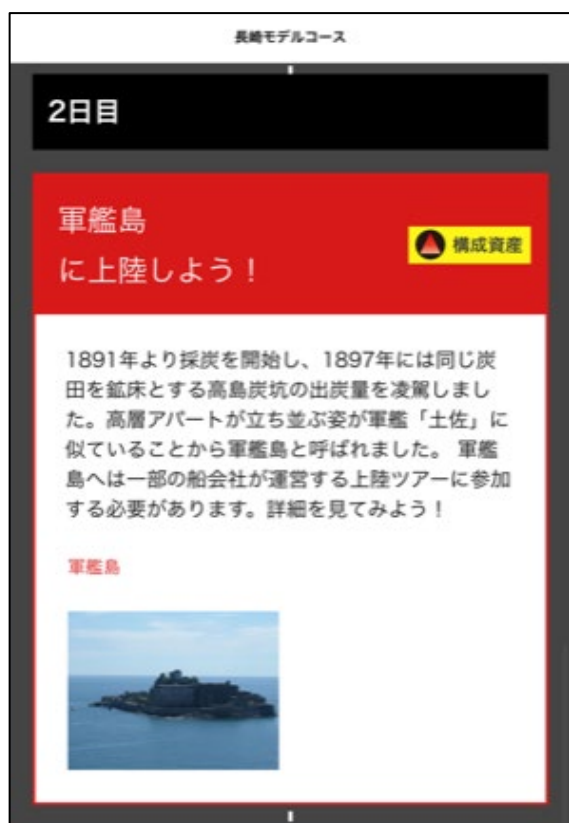 長崎モデルコース
2日目
軍艦島
に上陸しよう！
構成資産
1891年より採炭を開始し、1897年には同じ炭
田を鉱床とする高島炭坑の出炭量を凌駕しまし
た。高層アパートが立ち並ぶ姿が軍艦「土佐」に
似ていることから軍艦島と呼ばれました。 軍艦
島へは一部の船会社が運営する上陸ツアーに参加
する必要があります。詳細を見てみよう！
軍艦島